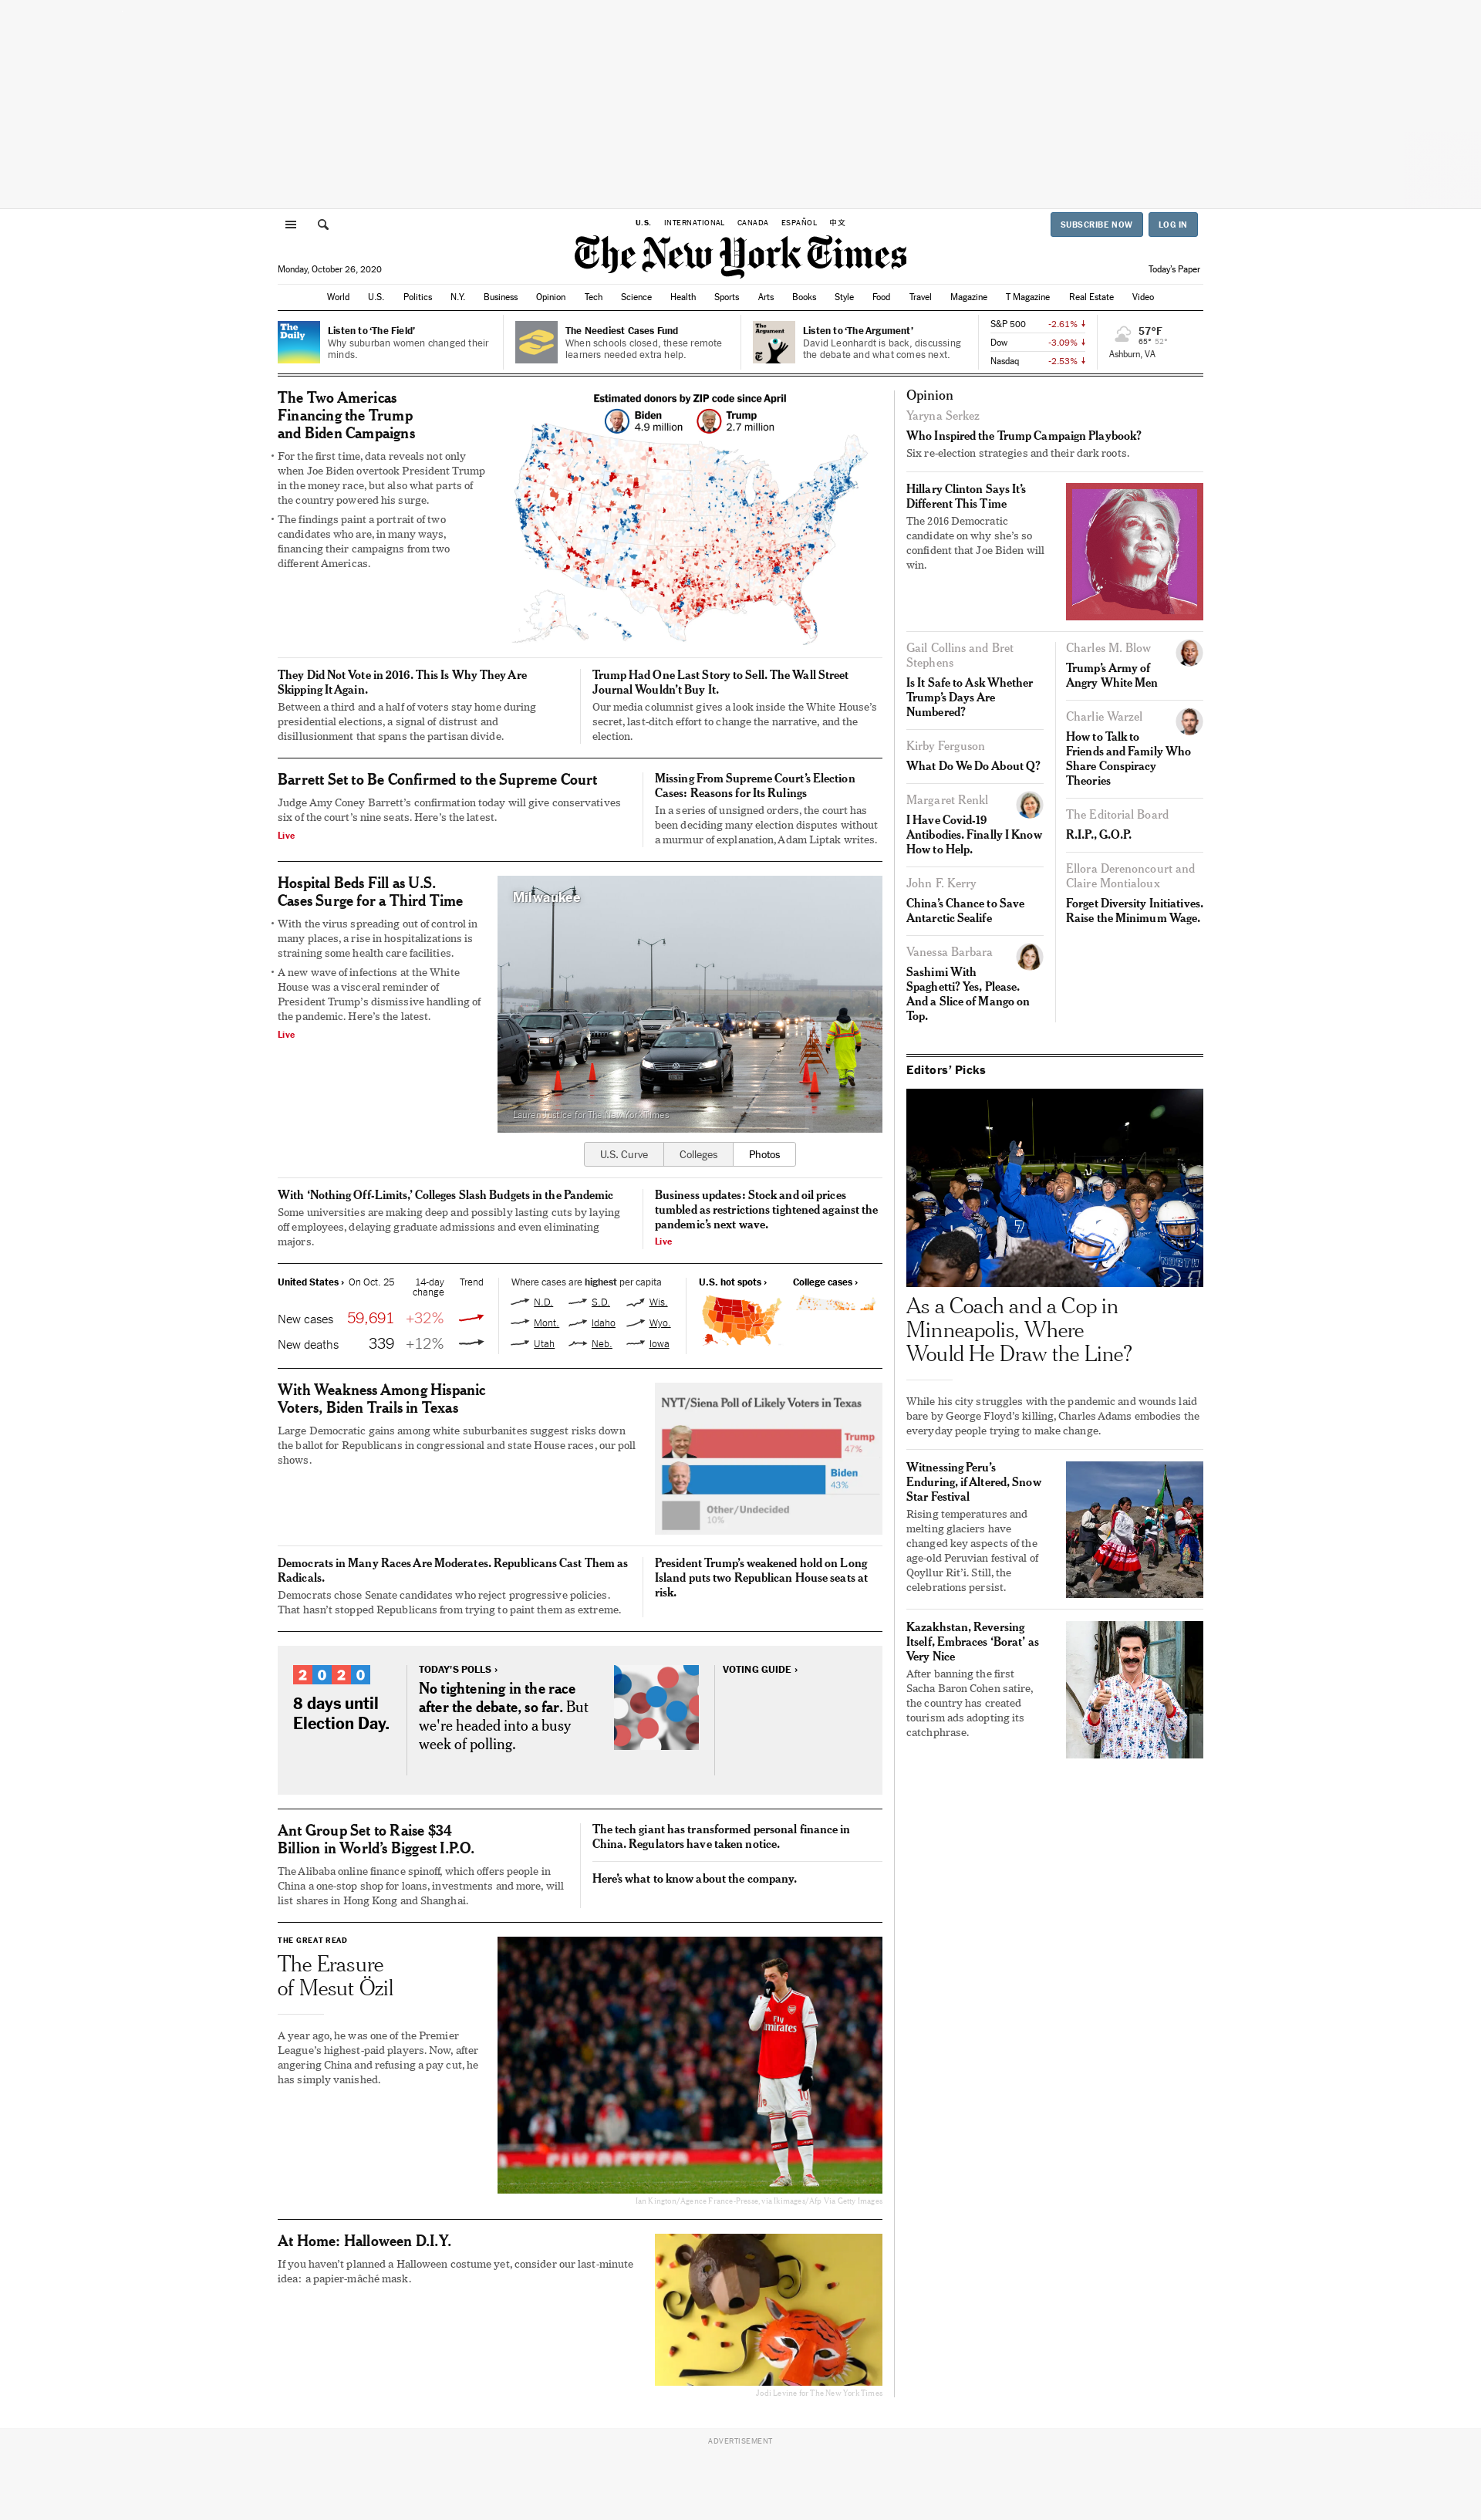 U.S. INTERNATIONAL CANADA ESPAÑOL 中文
SUBSCRIBE NOW LOG IN
The New York Times
Monday, October 26, 2020
Today's Paper
World U.S. Politics N.Y. Business Opinion Tech Science Health Sports Arts Books Style Food Travel Magazine T Magazine Real Estate Video
The Daily
Listen to ‘The Field’
Why suburban women changed their
minds.
The Neediest Cases Fund
When schools closed, these remote
learners needed extra help.
The Argument
Listen to ‘The Argument’
David Leonhardt is back, discussing
the debate and what comes next.
S&P 500 -2.61%
Dow -3.09%
Nasdaq -2.53%
57°F
65° 52°
Ashburn, VA
The Two Americas
Financing the Trump
and Biden Campaigns
• For the first time, data reveals not only
when Joe Biden overtook President Trump
in the money race, but also what parts of
the country powered his surge.
• The findings paint a portrait of two
candidates who are, in many ways,
financing their campaigns from two
different Americas.
Estimated donors by ZIP code since April
Biden
4.9 million
Trump
2.7 million
They Did Not Vote in 2016. This Is Why They Are
Skipping It Again.
Between a third and a half of voters stay home during
presidential elections, a signal of distrust and
disillusionment that spans the partisan divide.
Trump Had One Last Story to Sell. The Wall Street
Journal Wouldn’t Buy It.
Our media columnist gives a look inside the White House’s
secret, last-ditch effort to change the narrative, and the
election.
Barrett Set to Be Confirmed to the Supreme Court
Judge Amy Coney Barrett’s confirmation today will give conservatives
six of the court’s nine seats. Here’s the latest.
Live
Missing From Supreme Court’s Election
Cases: Reasons for Its Rulings
In a series of unsigned orders, the court has
been deciding many election disputes without
a murmur of explanation, Adam Liptak writes.
Hospital Beds Fill as U.S.
Cases Surge for a Third Time
• With the virus spreading out of control in
many places, a rise in hospitalizations is
straining some health care facilities.
• A new wave of infections at the White
House was a visceral reminder of
President Trump’s dismissive handling of
the pandemic. Here’s the latest.
Live
Milwaukee
Lauren Justice for The New York Times
U.S. Curve Colleges Photos
With ‘Nothing Off-Limits,’ Colleges Slash Budgets in the Pandemic
Some universities are making deep and possibly lasting cuts by laying
off employees, delaying graduate admissions and even eliminating
majors.
Business updates: Stock and oil prices
tumbled as restrictions tightened against the
pandemic’s next wave.
Live
United States › On Oct. 25 14-day change Trend
New cases 59,691 +32%
New deaths 339 +12%
Where cases are highest per capita
N.D. S.D. Wis.
Mont. Idaho Wyo.
Utah Neb. Iowa
U.S. hot spots › College cases ›
With Weakness Among Hispanic
Voters, Biden Trails in Texas
Large Democratic gains among white suburbanites suggest risks down
the ballot for Republicans in congressional and state House races, our poll
shows.
NYT/Siena Poll of Likely Voters in Texas
Trump
47%
Biden
43%
Other/Undecided
10%
Democrats in Many Races Are Moderates. Republicans Cast Them as
Radicals.
Democrats chose Senate candidates who reject progressive policies.
That hasn’t stopped Republicans from trying to paint them as extreme.
President Trump’s weakened hold on Long
Island puts two Republican House seats at
risk.
2020
8 days until
Election Day.
TODAY’S POLLS ›
No tightening in the race
after the debate, so far. But
we're headed into a busy
week of polling.
VOTING GUIDE ›
Ant Group Set to Raise $34
Billion in World’s Biggest I.P.O.
The Alibaba online finance spinoff, which offers people in
China a one-stop shop for loans, investments and more, will
list shares in Hong Kong and Shanghai.
The tech giant has transformed personal finance in
China. Regulators have taken notice.
Here’s what to know about the company.
THE GREAT READ
The Erasure
of Mesut Özil
A year ago, he was one of the Premier
League’s highest-paid players. Now, after
angering China and refusing a pay cut, he
has simply vanished.
Fly
Emirates
10
Ian Kington/Agence France-Presse, via Ikimages/Afp Via Getty Images
At Home: Halloween D.I.Y.
If you haven’t planned a Halloween costume yet, consider our last-minute
idea: a papier-mâché mask.
Jodi Levine for The New York Times
Opinion
Yaryna Serkez
Who Inspired the Trump Campaign Playbook?
Six re-election strategies and their dark roots.
Hillary Clinton Says It’s
Different This Time
The 2016 Democratic
candidate on why she’s so
confident that Joe Biden will
win.
Gail Collins and Bret
Stephens
Is It Safe to Ask Whether
Trump’s Days Are
Numbered?
Kirby Ferguson
What Do We Do About Q?
Margaret Renkl
I Have Covid-19
Antibodies. Finally I Know
How to Help.
John F. Kerry
China’s Chance to Save
Antarctic Sealife
Vanessa Barbara
Sashimi With
Spaghetti? Yes, Please.
And a Slice of Mango on
Top.
Charles M. Blow
Trump’s Army of
Angry White Men
Charlie Warzel
How to Talk to
Friends and Family Who
Share Conspiracy
Theories
The Editorial Board
R.I.P., G.O.P.
Ellora Derenoncourt and
Claire Montialoux
Forget Diversity Initiatives.
Raise the Minimum Wage.
Editors’ Picks
As a Coach and a Cop in
Minneapolis, Where
Would He Draw the Line?
While his city struggles with the pandemic and wounds laid
bare by George Floyd’s killing, Charles Adams embodies the
everyday people trying to make change.
Witnessing Peru’s
Enduring, if Altered, Snow
Star Festival
Rising temperatures and
melting glaciers have
changed key aspects of the
age-old Peruvian festival of
Qoyllur Rit’i. Still, the
celebrations persist.
Kazakhstan, Reversing
Itself, Embraces ‘Borat’ as
Very Nice
After banning the first
Sacha Baron Cohen satire,
the country has created
tourism ads adopting its
catchphrase.
ADVERTISEMENT